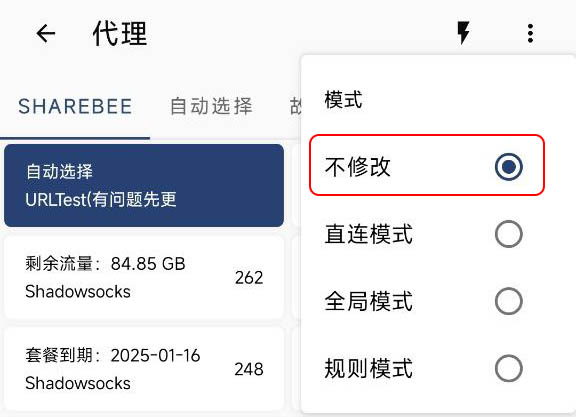 代理
模式
SHAREBEE
自动选择
不修改
直连模式
全局模式
规则模式
自动选择
URLTest(有问题先更
剩余流量：84.85 GB
Shadowsocks
262
套餐到期：2025-01-16
Shadowsocks
248